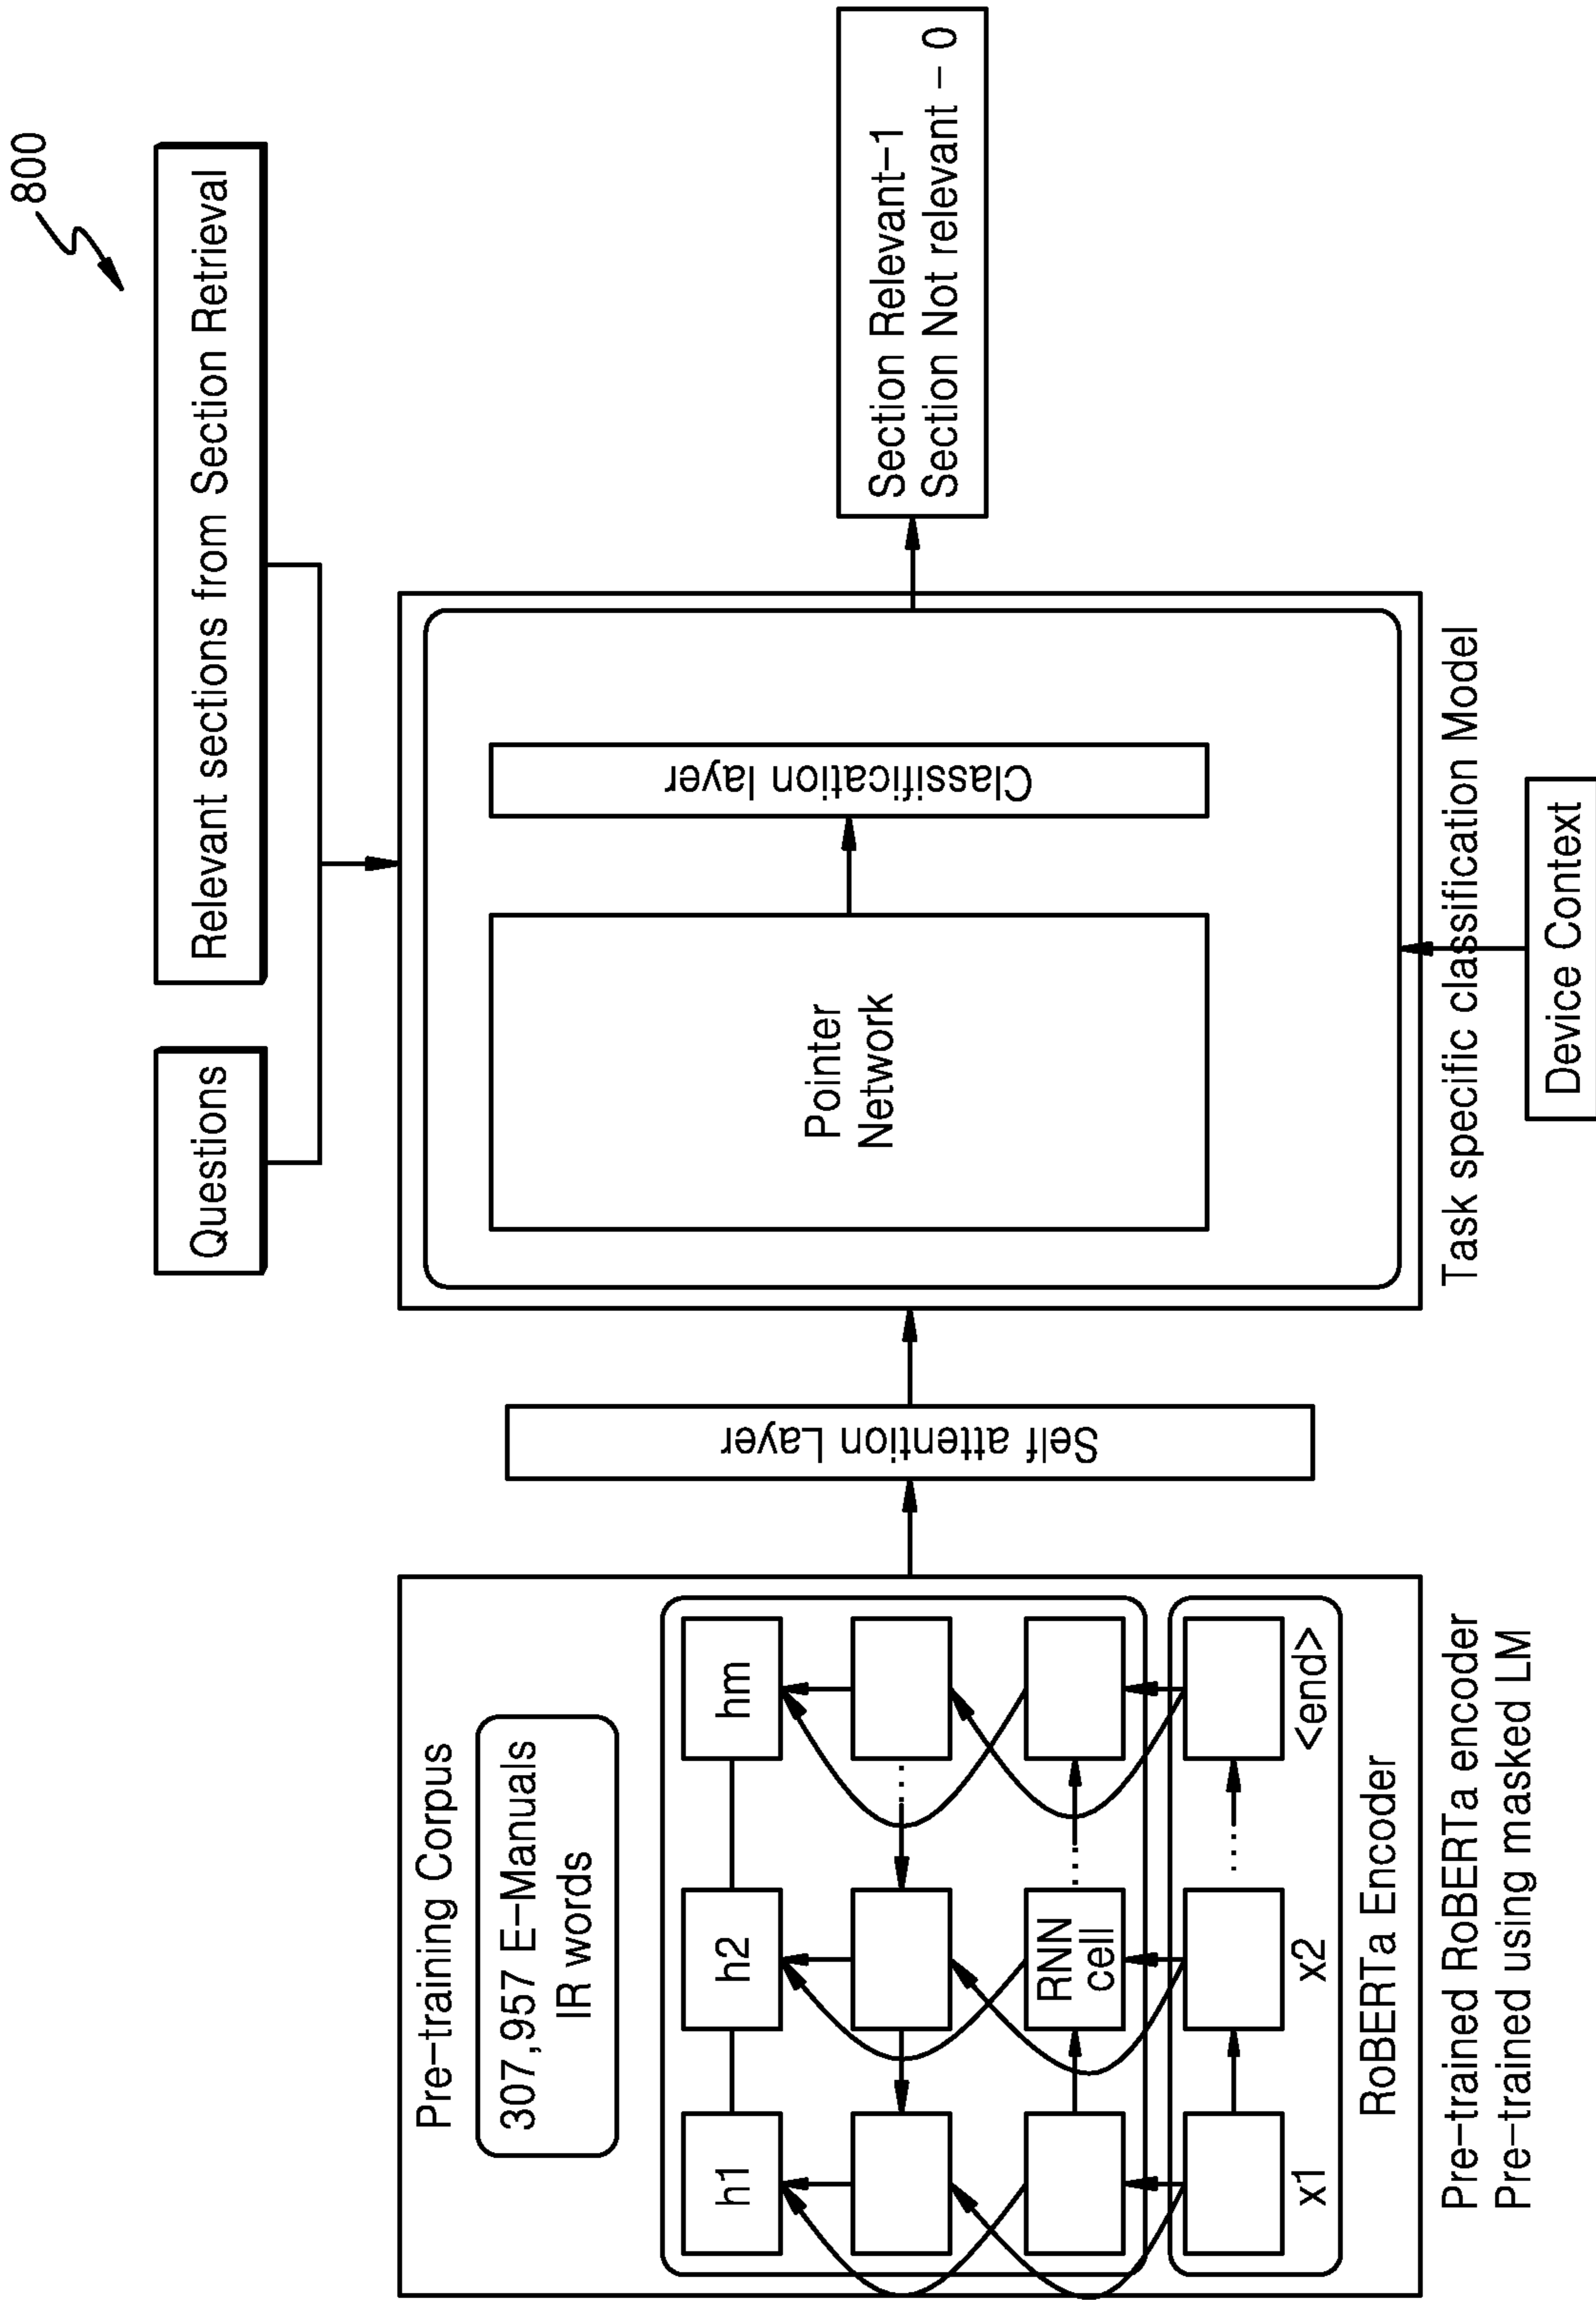 800
Questions
Relevant sections from Section Retrieval
Pre-training Corpus
307,957 E-Manuals
IR words
h1
h2
hm
RNN
cell
x1
x2
<end>
RoBERTa Encoder
Pre-trained RoBERTa encoder
Pre-trained using masked LM
Self attention Layer
Pointer
Network
Classification layer
Task specific classification Model
Device Context
Section Relevant-1
Section Not relevant - 0